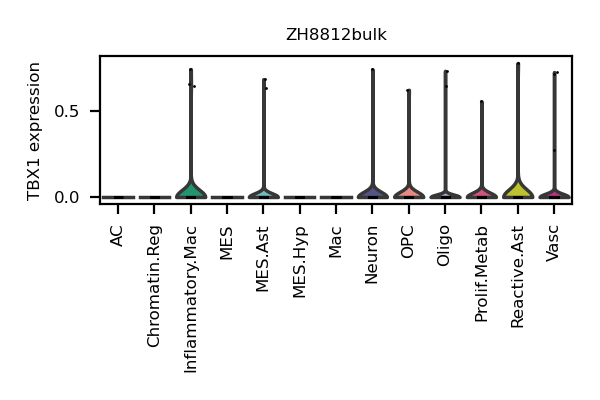 ZH8812bulk
TBX1 expression
0.5
0.0
AC
Chromatin.Reg
Inflammatory.Mac
MES
MES.Ast
MES.Hyp
Mac
Neuron
OPC
Oligo
Prolif.Metab
Reactive.Ast
Vasc